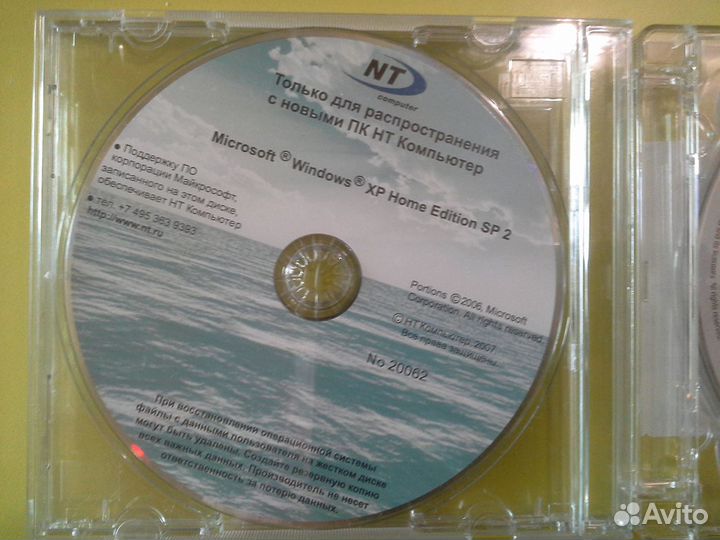 NT
computer
Только для распространения
с новыми ПК НТ Компьютер
Microsoft ® Windows ® XP Home Edition SP 2
● Поддержку ПО
корпорации Майкрософт,
записанного на этом диске,
обеспечивает НТ Компьютер
● тел. +7 495 363 9393
http://www.nt.ru
Portions ©2006, Microsoft
Corporation. All rights reserved.
© НТ Компьютер, 2007
Все права защищены
No 20062
При восстановлении операционной системы
файлы с данными пользователя на жестком диске
могут быть удалены. Создайте резервную копию
всех важных данных. Производитель не несет
ответственность за потерю данных.
Avito